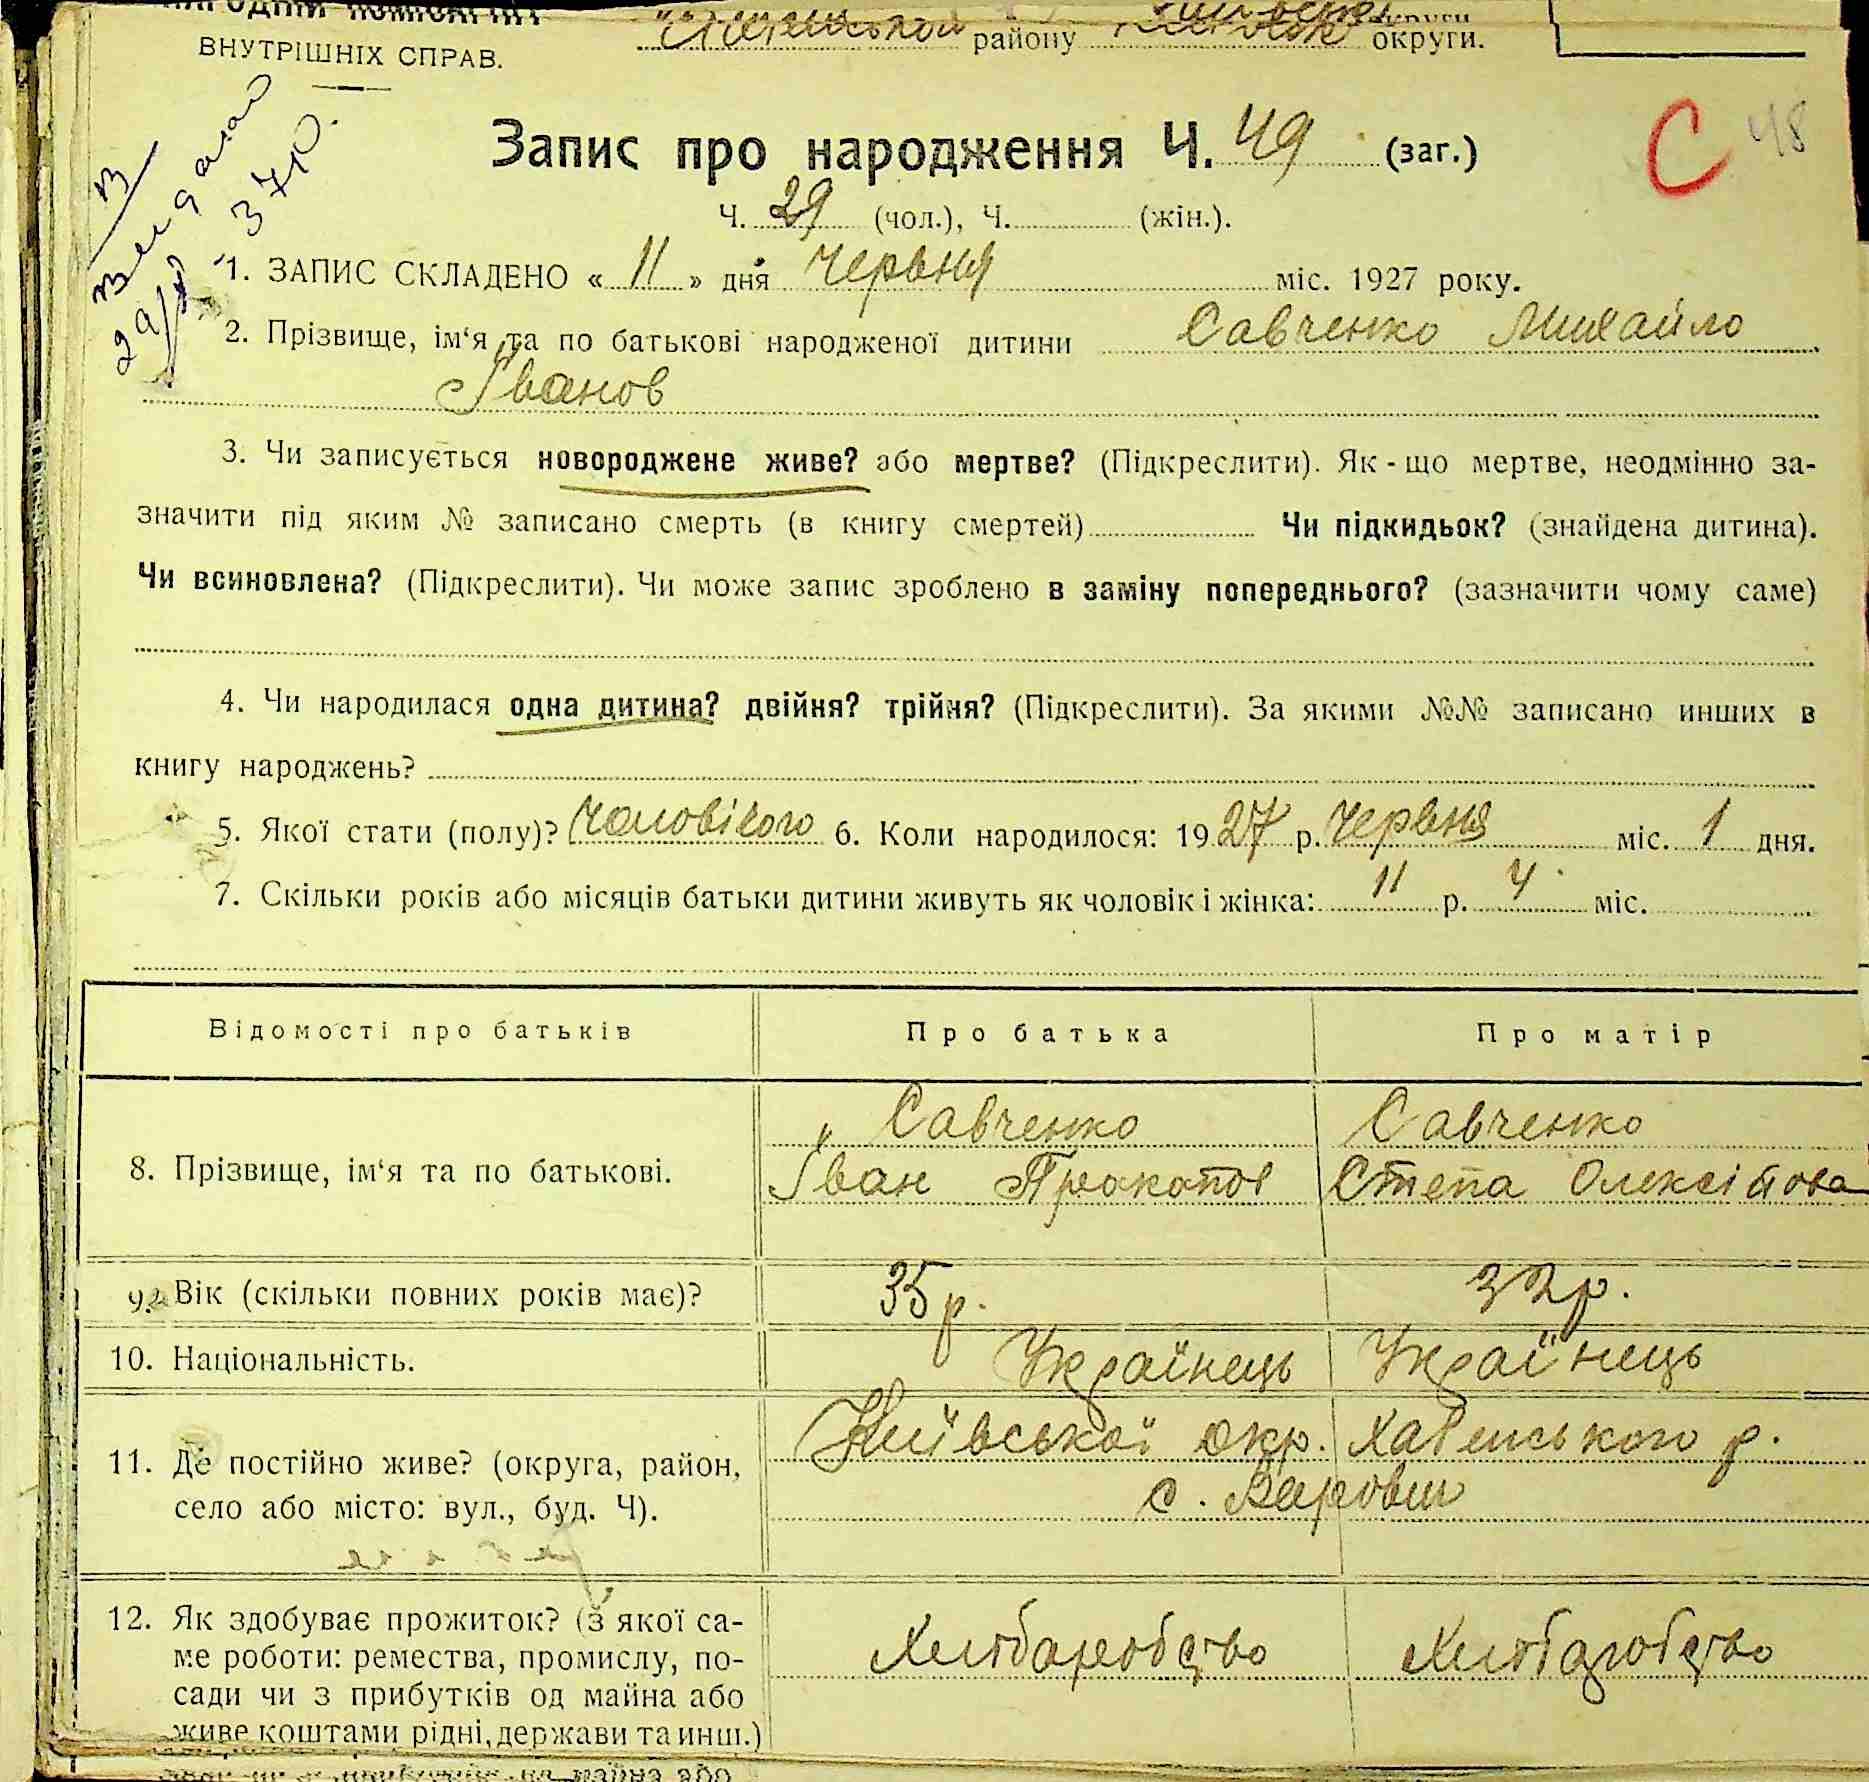 НАРОДНІЙ КОМІСАРІЯТ
ВНУТРІШНІХ СПРАВ.
району округи.
С 48
Запис про народження Ч. 49 (заг.)
Ч. 29 (чол.), Ч. (жін.).
1. ЗАПИС СКЛАДЕНО « 11 » дня червня міс. 1927 року.
2. Прізвище, ім‘я та по батькові народженої дитини Савченко Михайло
Іванов
3. Чи записується новороджене живе? або мертве? (Підкреслити). Як-що мертве, неодмінно за-
значити під яким № записано смерть (в книгу смертей) Чи підкидьок? (знайдена дитина).
Чи всиновлена? (Підкреслити). Чи може запис зроблено в заміну попереднього? (зазначити чому саме)
4. Чи народилася одна дитина? двійня? трійня? (Підкреслити). За якими №№ записано инших в
книгу народжень?
5. Якої стати (полу)? Чоловічого 6. Коли народилося: 1927 р. Червня міс. 1 дня.
7. Скільки років або місяців батьки дитини живуть як чоловік і жінка: 11 р. 4 міс.
Відомості про батьків Про батька Про матір
Савченко Савченко
8. Прізвище, ім‘я та по батькові. Іван Прокопов Степа Олексійова
9. Вік (скільки повних років має)? 35 р. 32 р.
10. Національність. Українець Українець
Київської окр. Хабенського р.
11. Де постійно живе? (округа, район,
с. Варовш
село або місто: вул., буд. Ч).
12. Як здобуває прожиток? (з якої са-
ме роботи: ремества, промислу, по- Хлібаробство Хлібаробство
сади чи з прибутків од майна або
живе коштами рідні, держави та инш.)